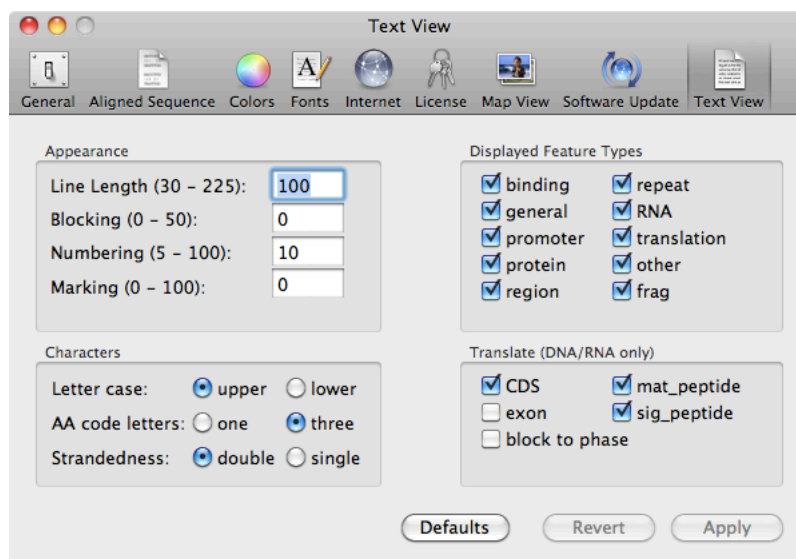 Text View
General Aligned Sequence Colors Fonts Internet License Map View Software Update Text View
Appearance
Line Length (30 - 225): 100
Blocking (0 - 50): 0
Numbering (5 - 100): 10
Marking (0 - 100): 0
Displayed Feature Types
binding repeat
general RNA
promoter translation
protein other
region frag
Characters
Letter case: upper lower
AA code letters: one three
Strandedness: double single
Translate (DNA/RNA only)
CDS mat_peptide
exon sig_peptide
block to phase
Defaults Revert Apply